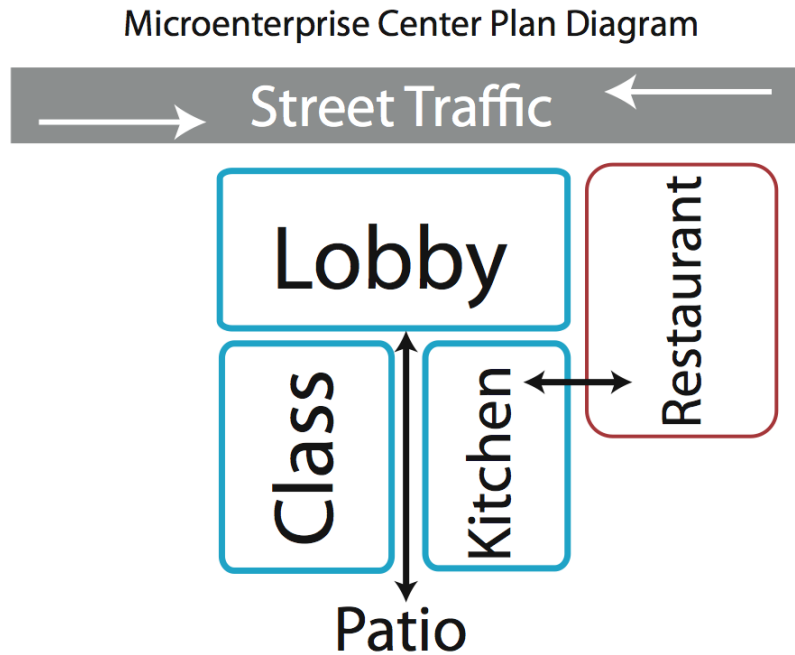 Microenterprise Center Plan Diagram
Street Traffic
Lobby
Restaurant
Class
Kitchen
Patio